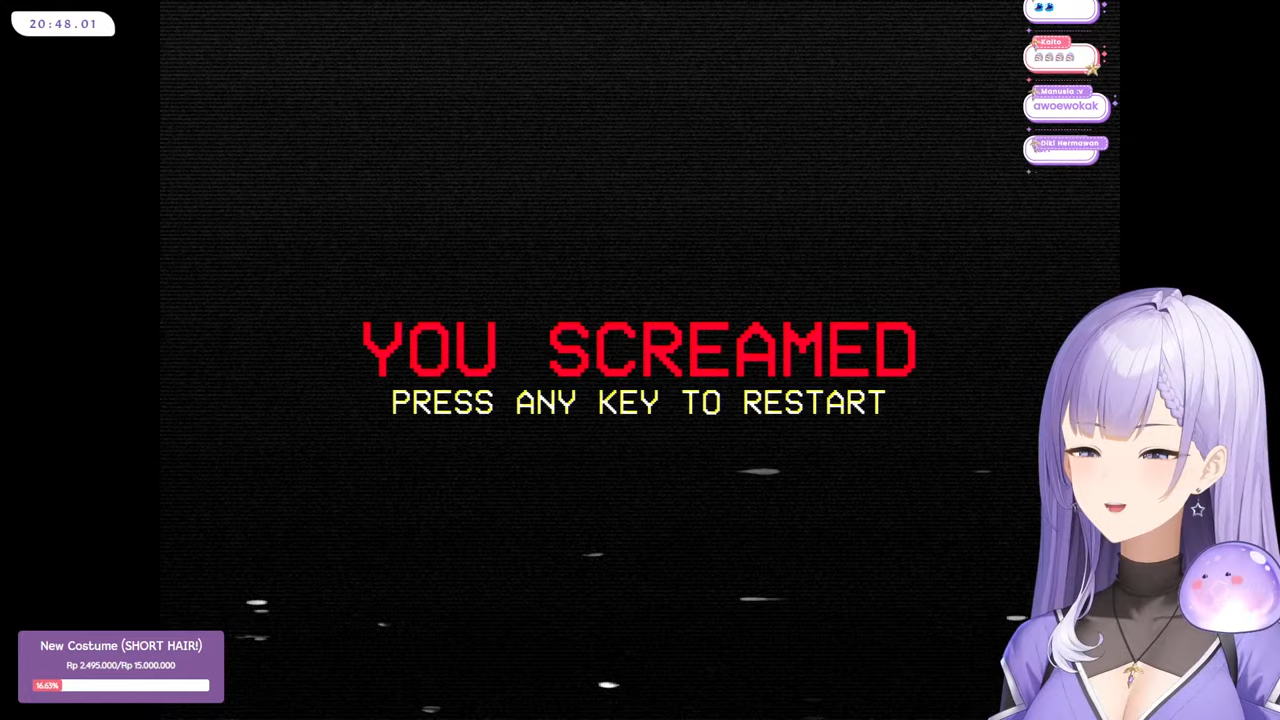 20:48.01
Kaito
Manusia :v
awoewokak
Diki Hermawan
YOU SCREAMED
PRESS ANY KEY TO RESTART
New Costume (SHORT HAIR!)
Rp 2.495.000/Rp 15.000.000
16.63%